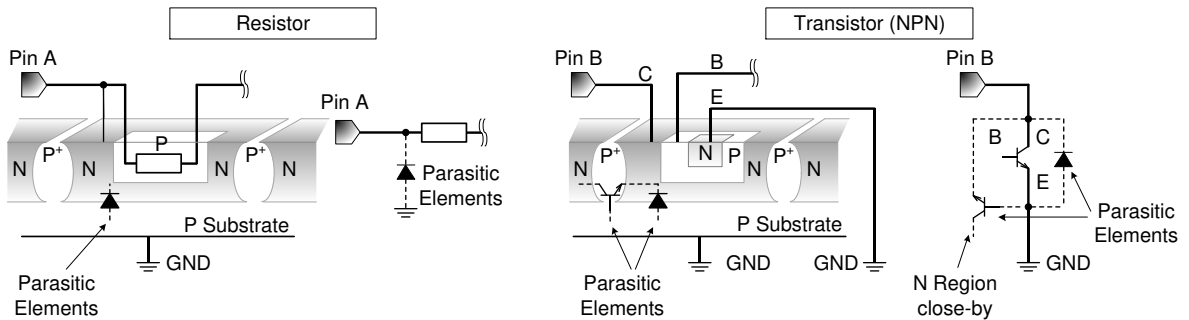 Resistor
Transistor (NPN)
Pin A
Pin A
N
P+
N
P
N
P+
N
Parasitic
Elements
P Substrate
GND
Parasitic
Elements
Pin B
C
B
E
N
P+
N
N
P
N
P+
N
P Substrate
GND
GND
Parasitic
Elements
Pin B
B
C
E
Parasitic
Elements
GND
N Region
close-by